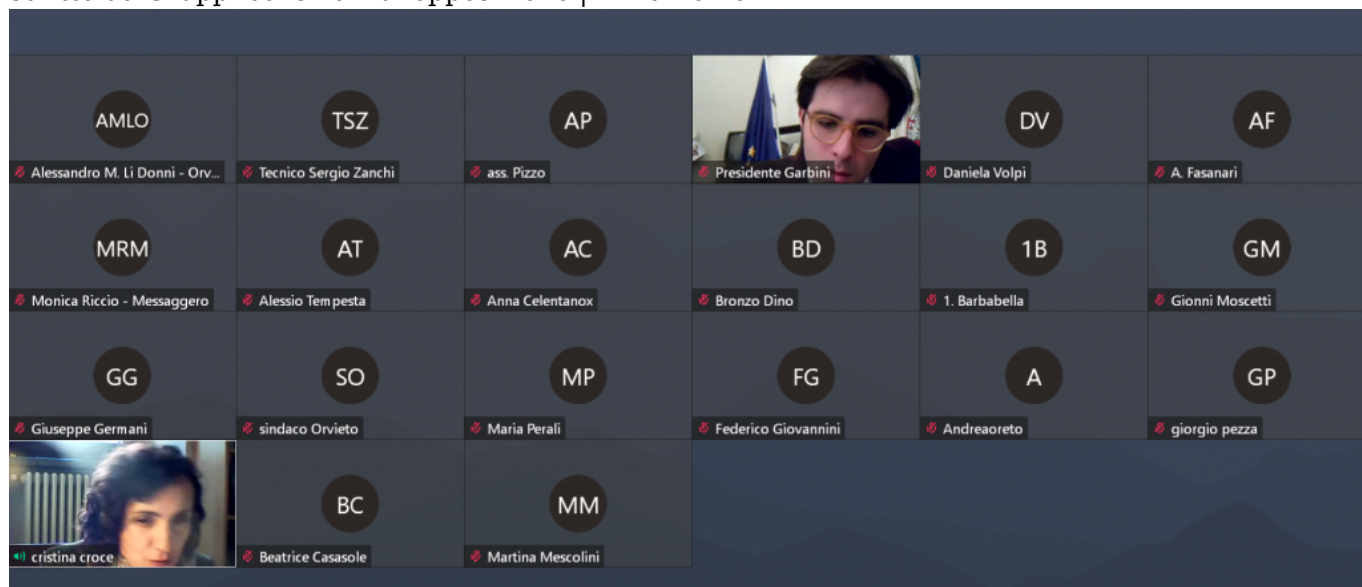 AMLO
Alessandro M. Li Donni - Orv...
TSZ
Tecnico Sergio Zanchi
AP
ass. Pizzo
Presidente Garbini
DV
Daniela Volpi
AF
A. Fasanari
MRM
Monica Riccio - Messaggero
AT
Alessio Tempesta
AC
Anna Celentanox
BD
Bronzo Dino
1B
1. Barbabella
GM
Gionni Moscetti
GG
Giuseppe Germani
SO
sindaco Orvieto
MP
Maria Perali
FG
Federico Giovannini
A
Andreaoreto
GP
giorgio pezza
cristina croce
BC
Beatrice Casasole
MM
Martina Mescolini